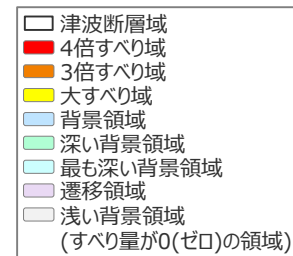 津波断層域
4倍すべり域
3倍すべり域
大すべり域
背景領域
深い背景領域
最も深い背景領域
遷移領域
浅い背景領域
(すべり量が0(ゼロ)の領域)